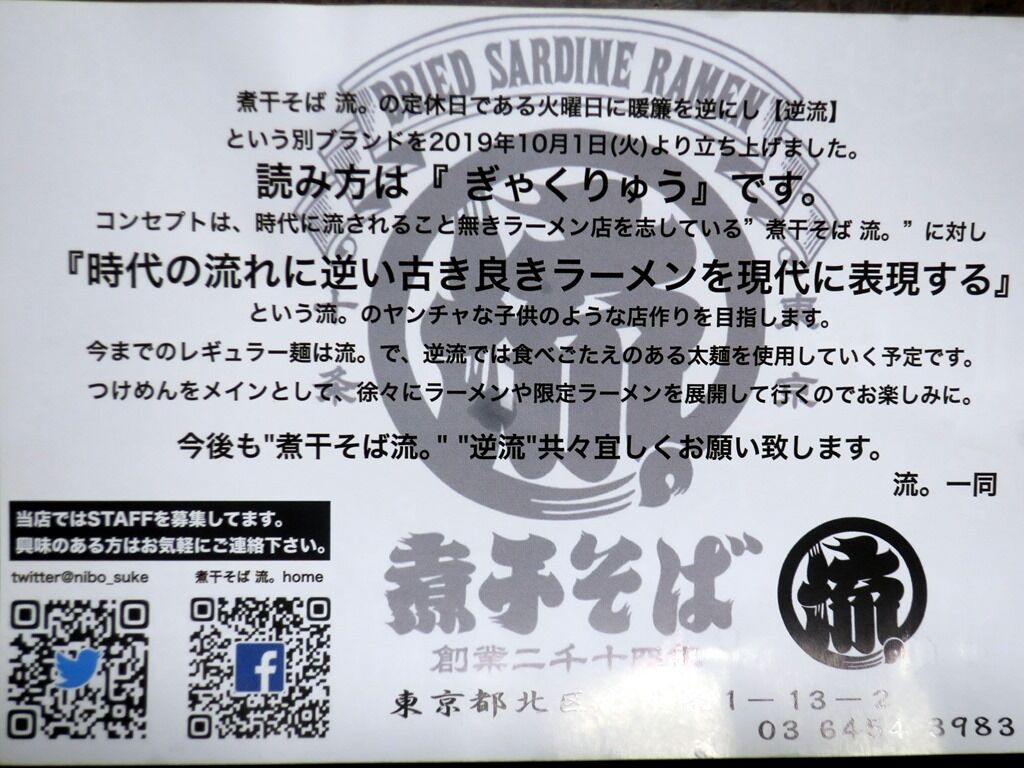 DRIED SARDINE RAMEN
煮干そば 流。の定休日である火曜日に暖簾を逆にし【逆流】
という別ブランドを2019年10月1日(火)より立ち上げました。
読み方は『 ぎゃくりゅう』です。
コンセプトは、時代に流されること無きラーメン店を志している”煮干そば 流。”に対し
『時代の流れに逆い古き良きラーメンを現代に表現する』
という流。のヤンチャな子供のような店作りを目指します。
今までのレギュラー麺は流。で、逆流では食べごたえのある太麺を使用していく予定です。
つけめんをメインとして、徐々にラーメンや限定ラーメンを展開して行くのでお楽しみに。
今後も"煮干そば流。" "逆流"共々宜しくお願い致します。
流。一同
東京
十条
流。
当店ではSTAFFを募集してます。
興味のある方はお気軽にご連絡下さい。
twitter@nibo_suke
煮干そば 流。home
煮干そば
流。
創業二千十四年
東京都北区 1－13－2
03 6454 3983